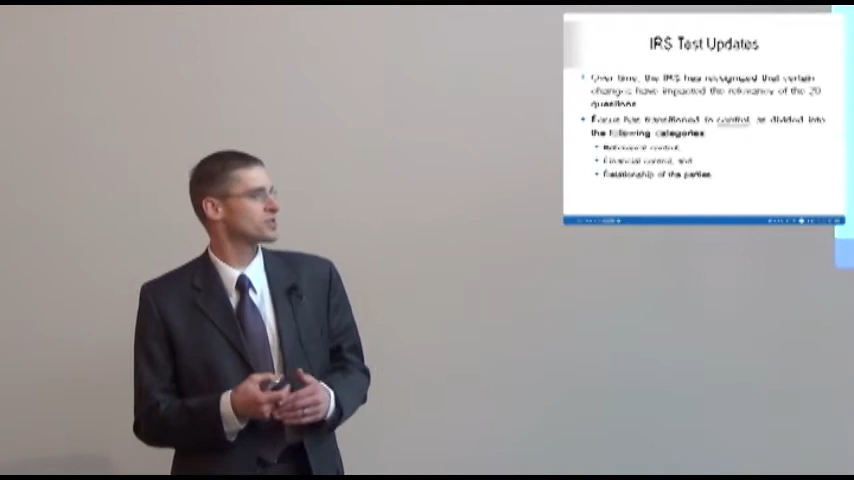 IRS Test Updates
Over time, the IRS has recognized that certain
changes have impacted the relevancy of the 20
questions
Focus has transitioned to control, as divided into
the following categories
Behavioral control,
Financial control, and
Relationship of the parties